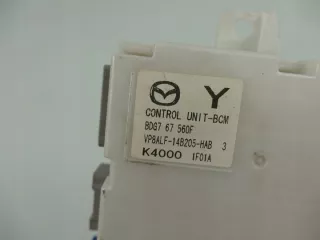 Y
CONTROL UNIT-BCM
BDG7 67 560F
VP8ALF-14B205-HAB 3
K4000 1F01A